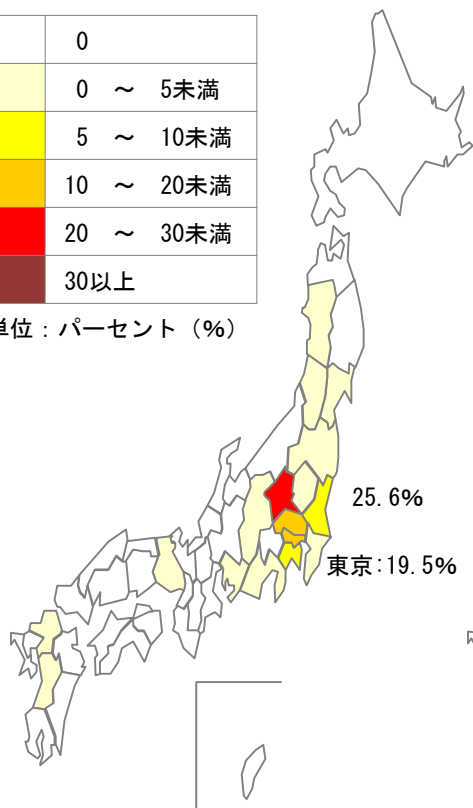 0
0 ～ 5未満
5 ～ 10未満
10 ～ 20未満
20 ～ 30未満
30以上
単位：パーセント（%）
25.6%
東京:19.5%